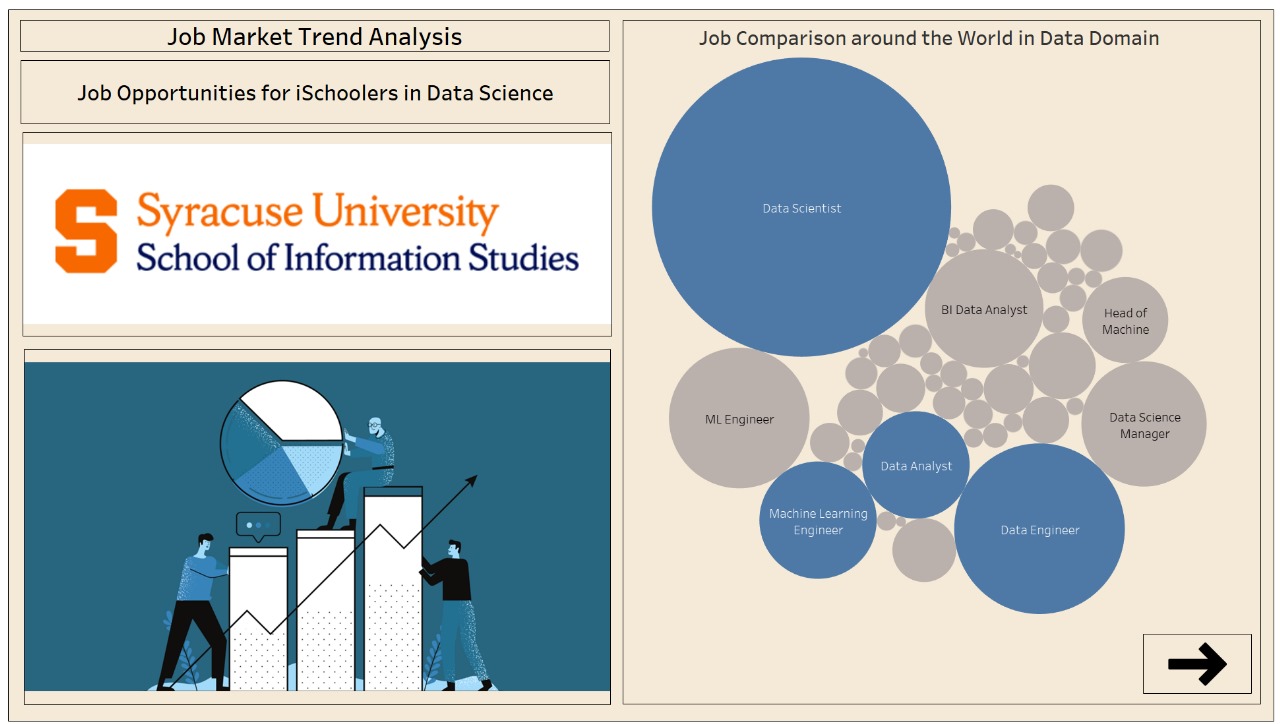 Job Market Trend Analysis
Job Opportunities for iSchoolers in Data Science
S
Syracuse University
School of Information Studies
Job Comparison around the World in Data Domain
Data Scientist
BI Data Analyst
Head of
Machine
ML Engineer
Data Science
Manager
Data Analyst
Machine Learning
Engineer
Data Engineer